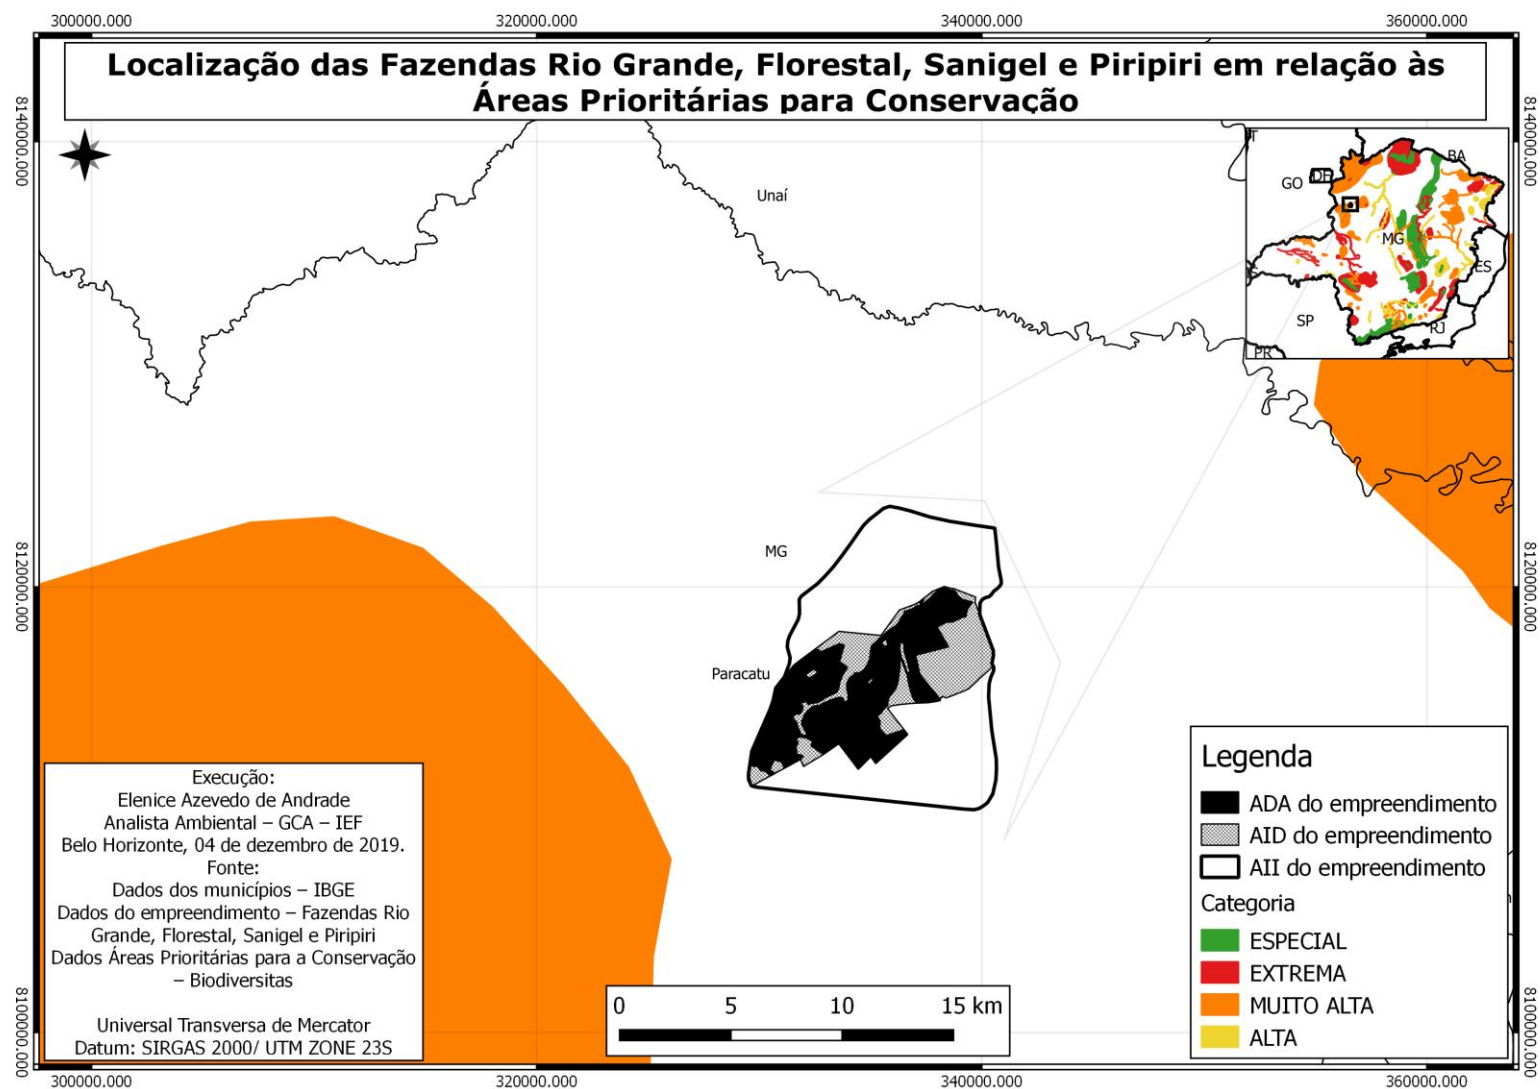 300000.000
320000.000
340000.000
360000.000
Localização das Fazendas Rio Grande, Florestal, Sanigel e Piripiri em relação às
Áreas Prioritárias para Conservação
8140000.000
8140000.000
Unaí
BA
DF
GO
MG
ES
SP
RJ
PR
MG
8120000.000
8120000.000
Paracatu
Execução:
Elenice Azevedo de Andrade
Analista Ambiental – GCA – IEF
Belo Horizonte, 04 de dezembro de 2019.
Fonte:
Dados dos municípios – IBGE
Dados do empreendimento – Fazendas Rio
Grande, Florestal, Sanigel e Piripiri
Dados Áreas Prioritárias para a Conservação
– Biodiversitas
Universal Transversa de Mercator
Datum: SIRGAS 2000/ UTM ZONE 23S
0 5 10 15 km
Legenda
ADA do empreendimento
AID do empreendimento
AII do empreendimento
Categoria
ESPECIAL
EXTREMA
MUITO ALTA
ALTA
8100000.000
8100000.000
300000.000
320000.000
340000.000
360000.000